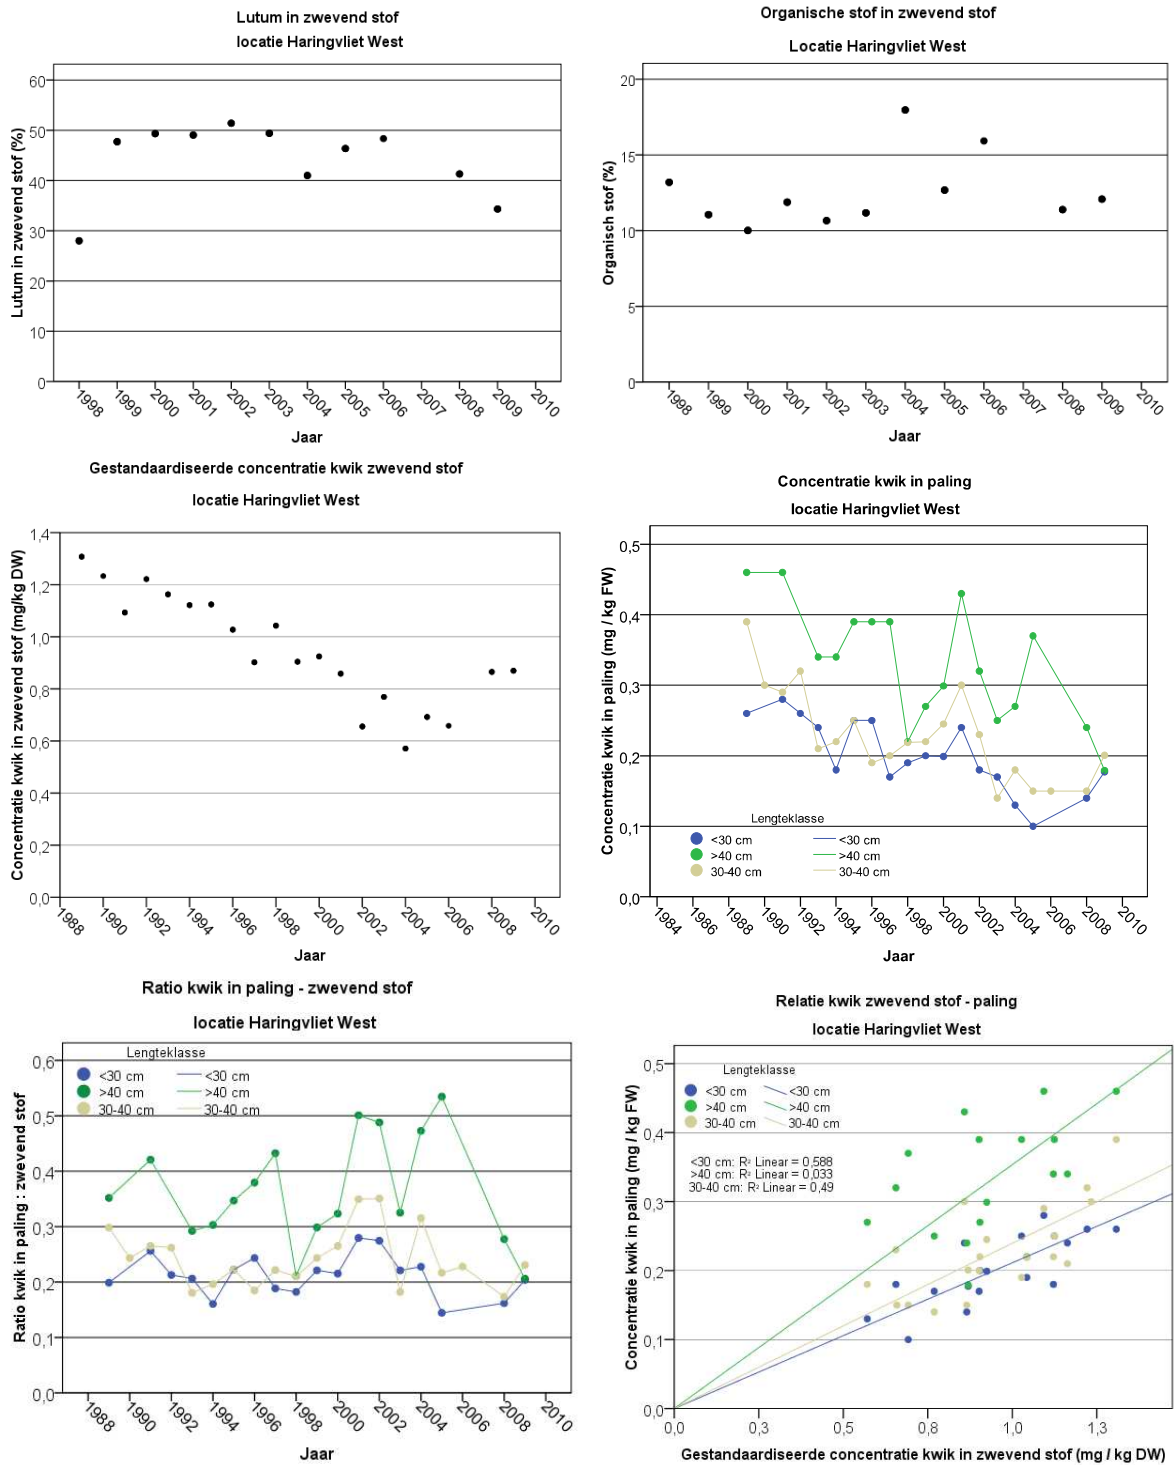 Lutum in zwevend stof
locatie Haringvliet West
Lutum in zwevend stof (%)
60
50
40
30
20
10
0
1998 1999 2000 2001 2002 2003 2004 2005 2006 2007 2008 2009 2010
Jaar
Organische stof in zwevend stof
Locatie Haringvliet West
Organisch stof (%)
20
15
10
5
0
1998 1999 2000 2001 2002 2003 2004 2005 2006 2007 2008 2009 2010
Jaar
Gestandaardiseerde concentratie kwik zwevend stof
locatie Haringvliet West
Concentratie kwik in zwevend stof (mg/kg DW)
1,4
1,2
1,0
0,8
0,6
0,4
0,2
0,0
1988 1990 1992 1994 1996 1998 2000 2002 2004 2006 2008 2010
Jaar
Concentratie kwik in paling
locatie Haringvliet West
Concentratie kwik in paling (mg / kg FW)
0,5
0,4
0,3
0,2
0,1
0,0
Lengteklasse
<30 cm <30 cm
>40 cm >40 cm
30-40 cm 30-40 cm
1984 1986 1988 1990 1992 1994 1996 1998 2000 2002 2004 2006 2008 2010
Jaar
Ratio kwik in paling - zwevend stof
locatie Haringvliet West
Ratio kwik in paling : zwevend stof
Lengteklasse
<30 cm <30 cm
>40 cm >40 cm
30-40 cm 30-40 cm
0,6
0,5
0,4
0,3
0,2
0,1
0,0
1988 1990 1992 1994 1996 1998 2000 2002 2004 2006 2008 2010
Jaar
Relatie kwik zwevend stof - paling
locatie Haringvliet West
Concentratie kwik in paling (mg / kg FW)
Lengteklasse
<30 cm <30 cm
>40 cm >40 cm
30-40 cm 30-40 cm
<30 cm: R² Linear = 0,588
>40 cm: R² Linear = 0,033
30-40 cm: R² Linear = 0,49
0,5
0,4
0,3
0,2
0,1
0,0
0,0 0,3 0,5 0,8 1,0 1,3
Gestandaardiseerde concentratie kwik in zwevend stof (mg / kg DW)